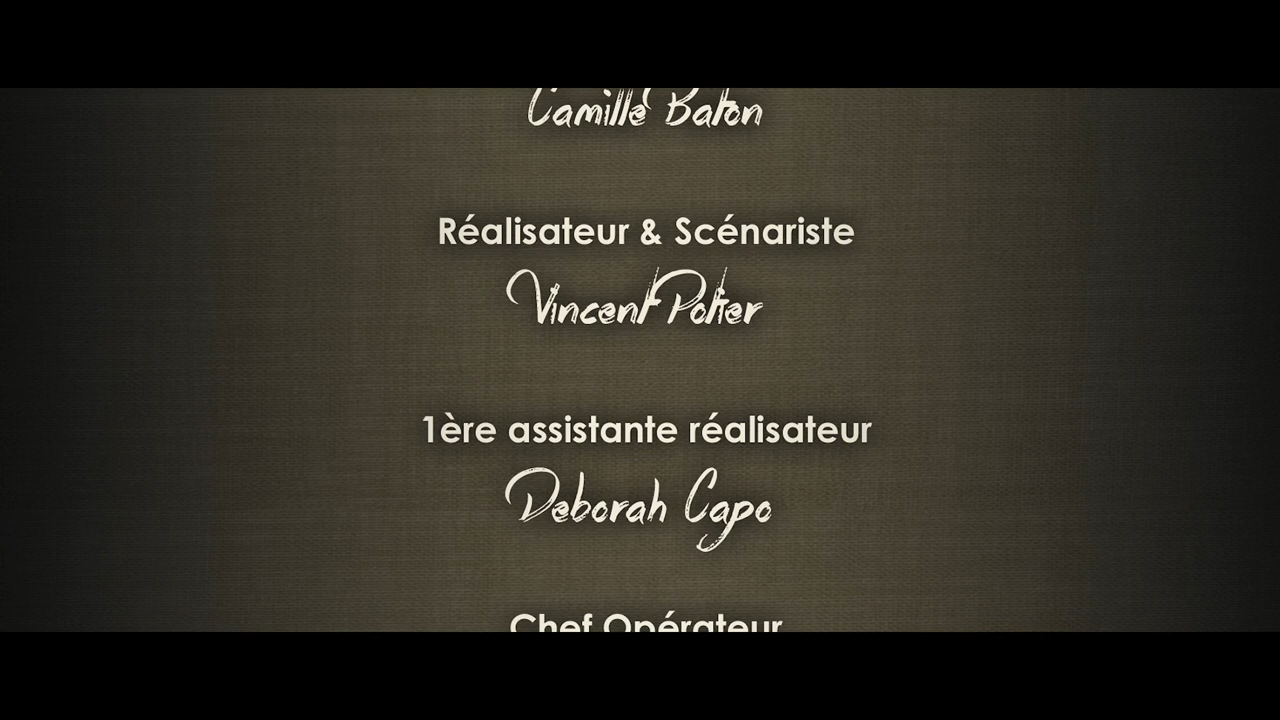 Camille Baton
Réalisateur & Scénariste
Vincent Potier
1ère assistante réalisateur
Deborah Capo
Chef Opérateur